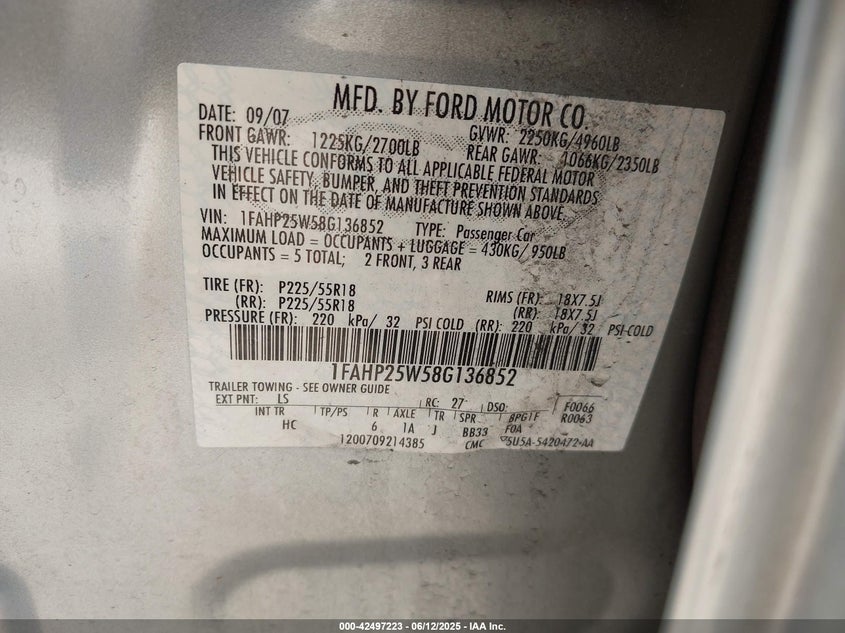 MFD. BY FORD MOTOR CO.
DATE: 09/07 GVWR: 2250KG/4960LB
FRONT GAWR: 1225KG/2700LB REAR GAWR: 1066KG/2350LB
THIS VEHICLE CONFORMS TO ALL APPLICABLE FEDERAL MOTOR
VEHICLE SAFETY, BUMPER, AND THEFT PREVENTION STANDARDS
IN EFFECT ON THE DATE OF MANUFACTURE SHOWN ABOVE.
VIN: 1FAHP25W58G136852 TYPE: Passenger Car
MAXIMUM LOAD = OCCUPANTS + LUGGAGE = 430KG/ 950LB
OCCUPANTS = 5 TOTAL; 2 FRONT, 3 REAR
TIRE (FR): P225/55R18 RIMS (FR): 18X7.5J
(RR): P225/55R18 (RR): 18X7.5J
PRESSURE (FR): 220 kPa/ 32 PSI COLD (RR): 220 kPa/ 32 PSI-COLD
1FAHP25W58G136852
TRAILER TOWING - SEE OWNER GUIDE
EXT PNT: LS RC: 27 DSO: F0066
INT TR TP/PS R AXLE TR SPR R0063
HC 6 1A J BB33 FOA
1200709214385 CMC 5U5A-5420472-AA
000-42497223 - 06/12/2025 - IAA Inc.